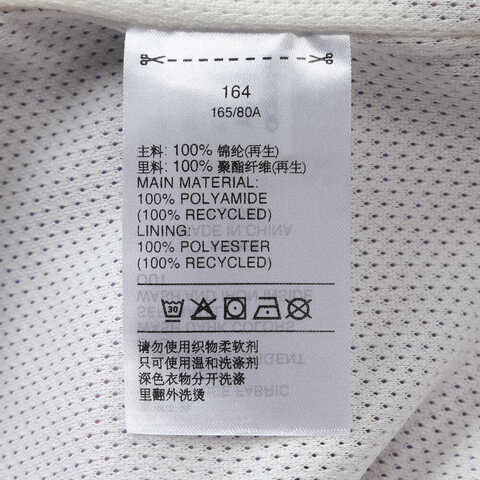 164
165/80A
主料: 100% 锦纶(再生)
里料: 100% 聚酯纤维(再生)
MAIN MATERIAL:
100% POLYAMIDE
(100% RECYCLED)
LINING:
100% POLYESTER
(100% RECYCLED)
30
请勿使用织物柔软剂
只可使用温和洗涤剂
深色衣物分开洗涤
里翻外洗烫